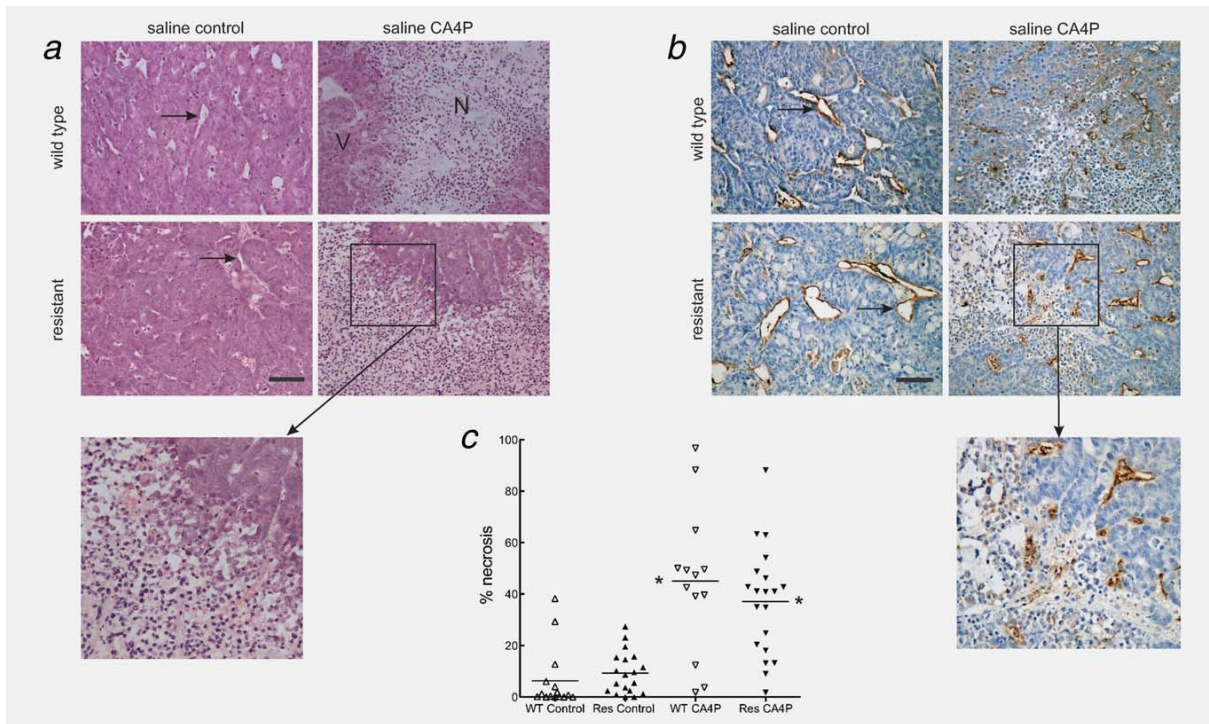 a
saline control
saline CA4P
wild type
V
N
resistant
b
saline control
saline CA4P
wild type
resistant
c
% necrosis
100
80
60
40
20
0
*
*
WT Control
Res Control
WT CA4P
Res CA4P